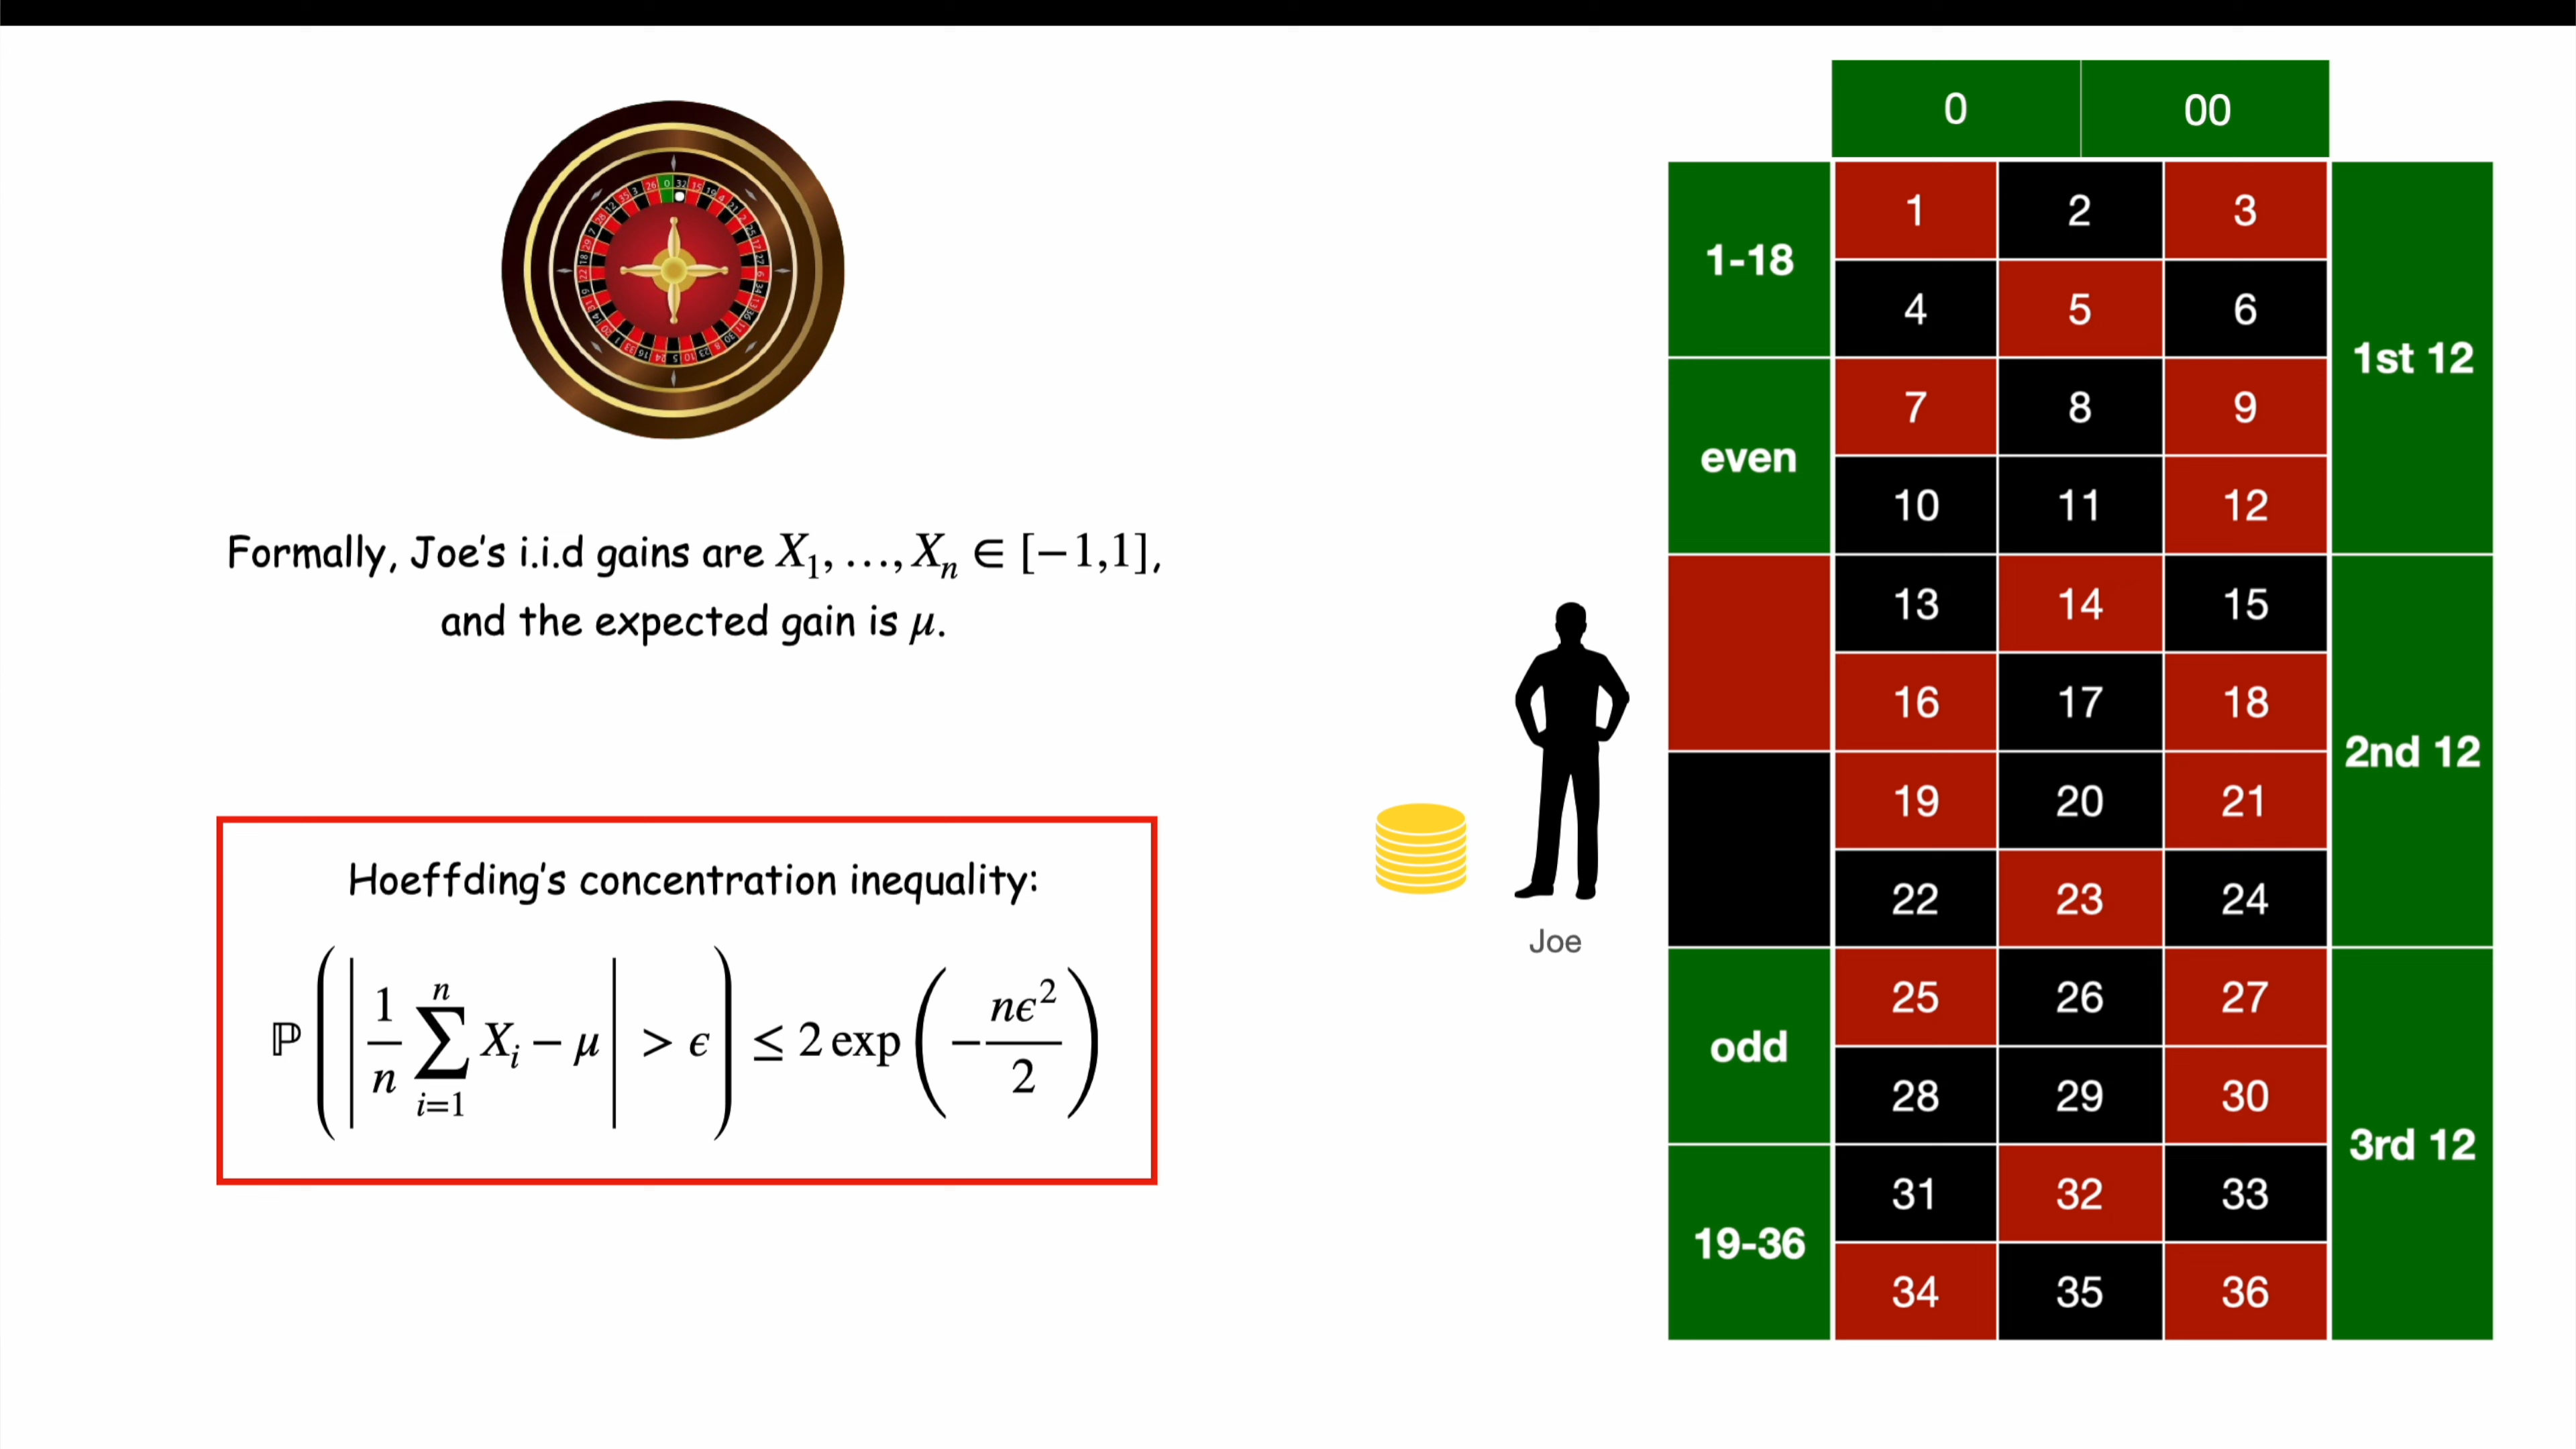 Formally, Joe's i.i.d gains are X₁, …, Xₙ ∈ [−1,1],
and the expected gain is μ.
Hoeffding's concentration inequality:
ℙ( | 1/n ∑ᵢ₌₁ⁿ Xᵢ − μ | > ϵ ) ≤ 2 exp( − nϵ²/2 )
Joe
0 00
1-18
even
odd
19-36
1 2 3
4 5 6
7 8 9
10 11 12
13 14 15
16 17 18
19 20 21
22 23 24
25 26 27
28 29 30
31 32 33
34 35 36
1st 12
2nd 12
3rd 12